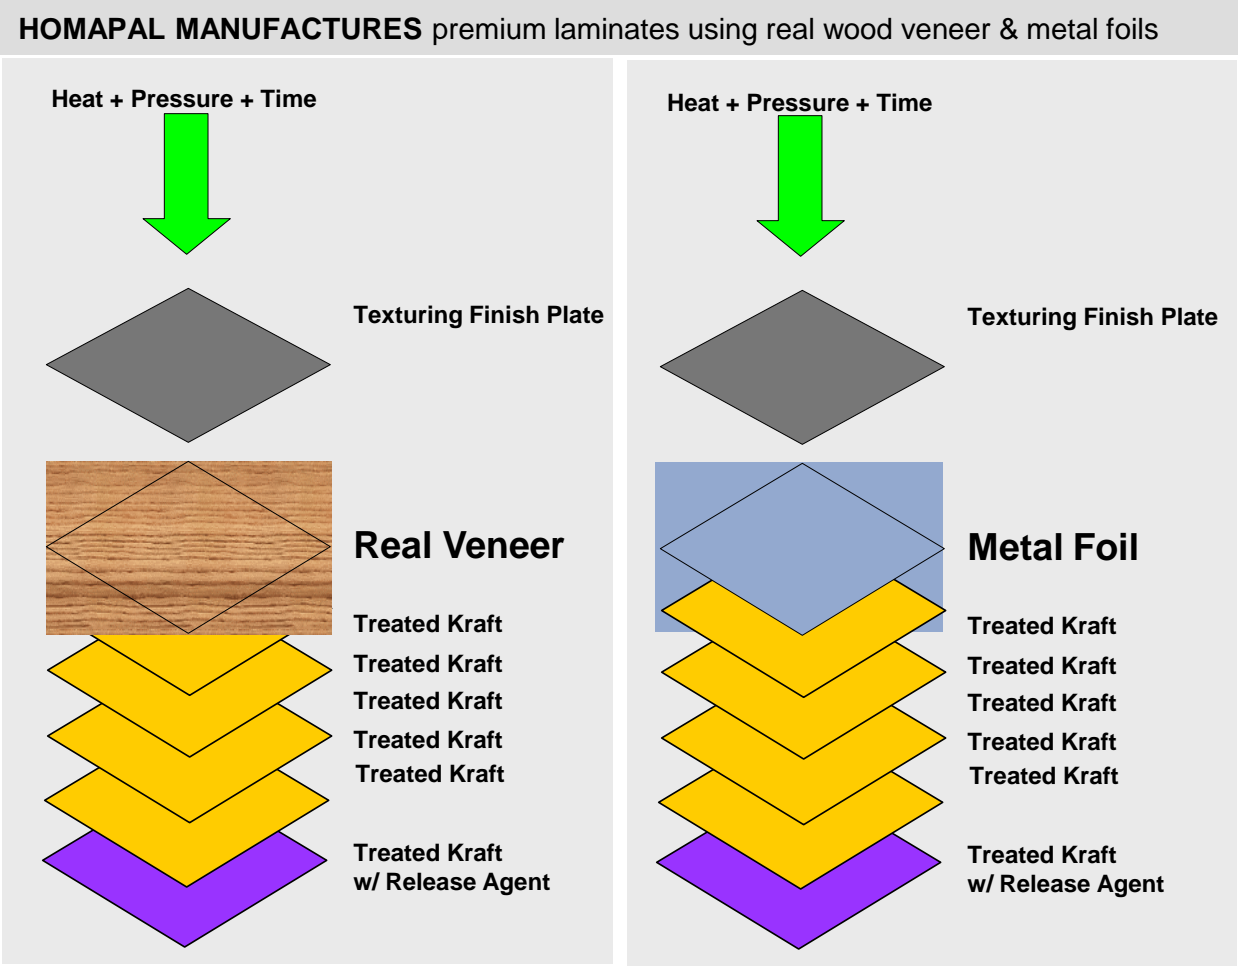 HOMAPAL MANUFACTURES premium laminates using real wood veneer & metal foils
Heat + Pressure + Time
Texturing Finish Plate
Real Veneer
Treated Kraft
Treated Kraft
Treated Kraft
Treated Kraft
Treated Kraft
Treated Kraft
w/ Release Agent
Heat + Pressure + Time
Texturing Finish Plate
Metal Foil
Treated Kraft
Treated Kraft
Treated Kraft
Treated Kraft
Treated Kraft
Treated Kraft
w/ Release Agent